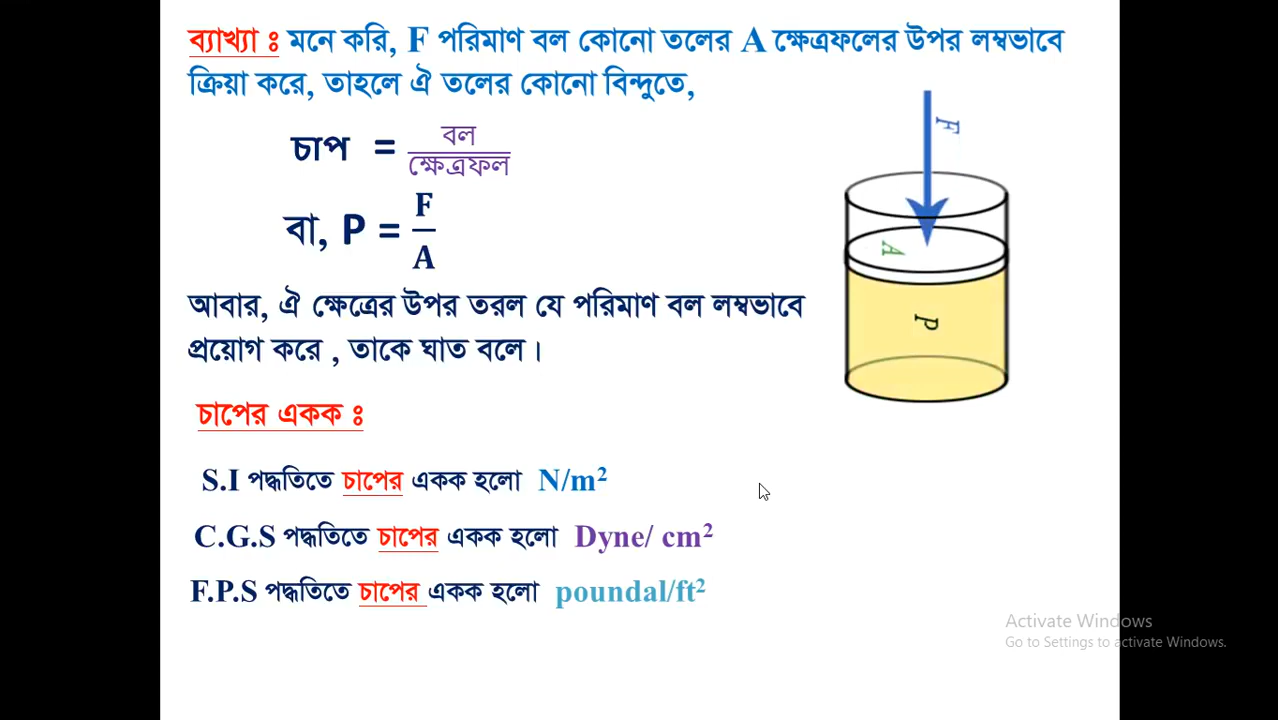 ব্যাখ্যা ঃ মনে করি, F পরিমাণ বল কোনো তলের A ক্ষেত্রফলের উপর লম্বভাবে
ক্রিয়া করে, তাহলে ঐ তলের কোনো বিন্দুতে,
চাপ = বল/ক্ষেত্রফল
বা, P = F/A
আবার, ঐ ক্ষেত্রের উপর তরল যে পরিমাণ বল লম্বভাবে
প্রয়োগ করে , তাকে ঘাত বলে।
চাপের একক ঃ
S.I পদ্ধতিতে চাপের একক হলো N/m²
C.G.S পদ্ধতিতে চাপের একক হলো Dyne/ cm²
F.P.S পদ্ধতিতে চাপের একক হলো poundal/ft²
F
A
P
Activate Windows
Go to Settings to activate Windows.